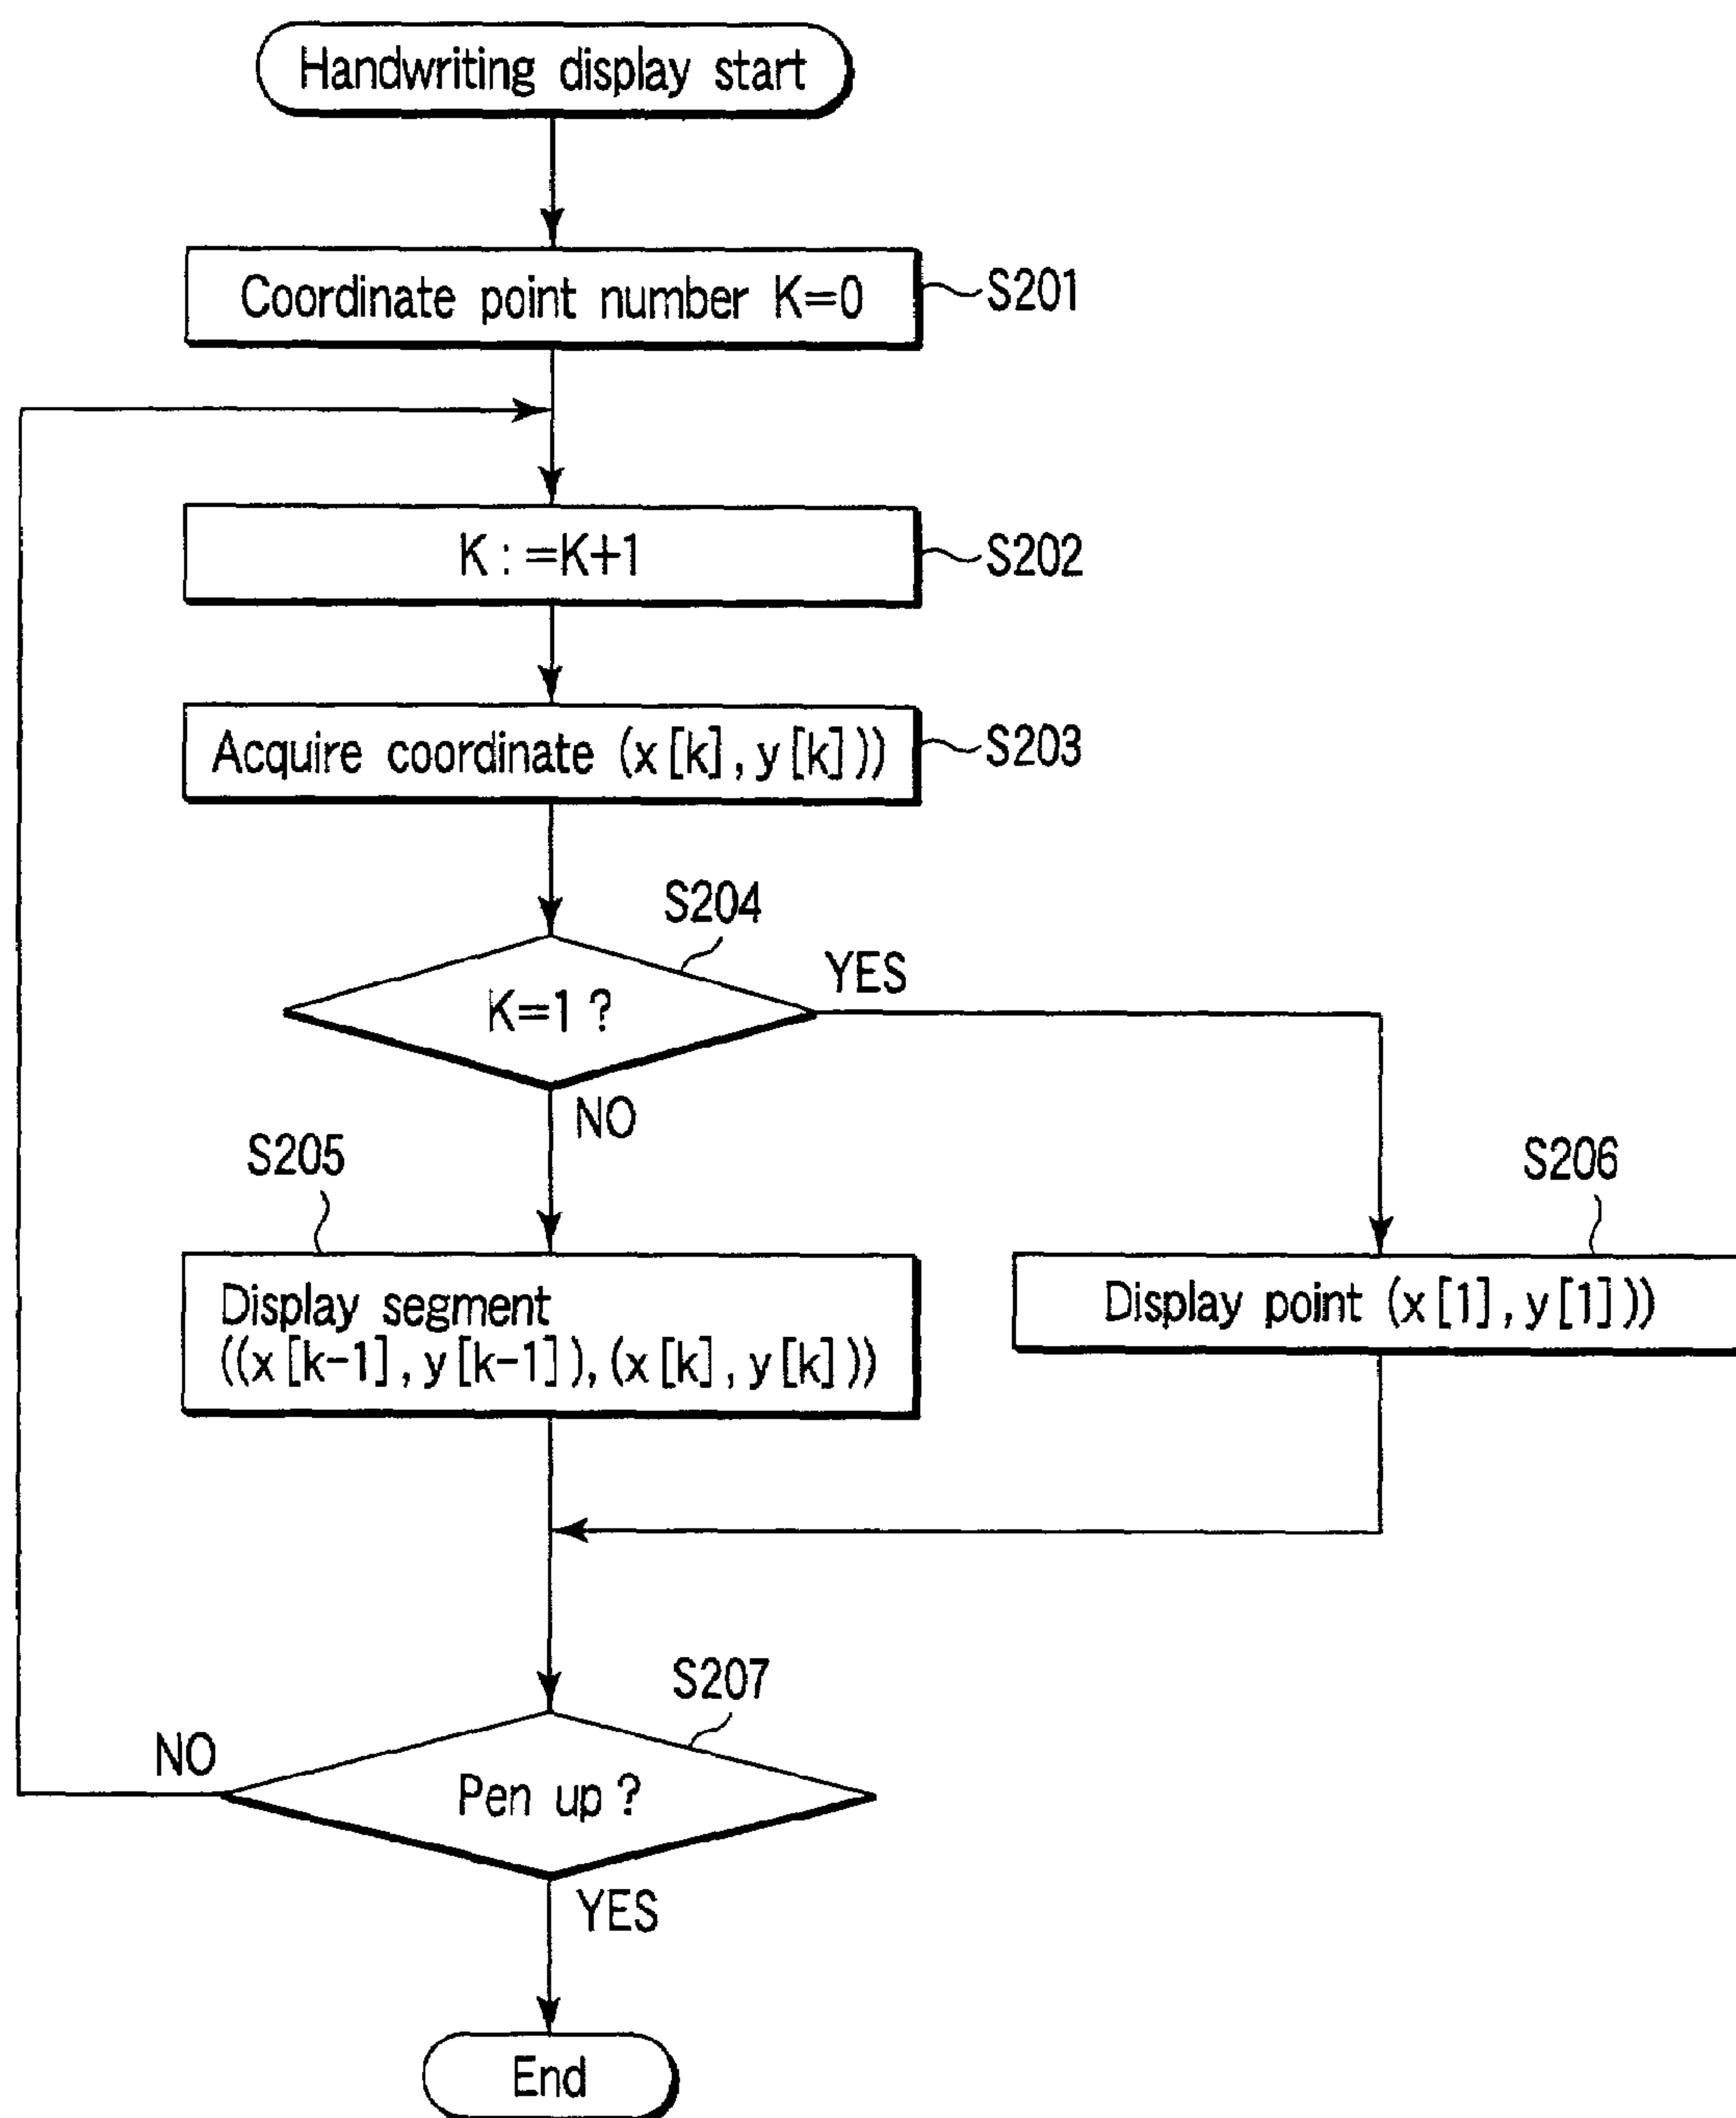 Handwriting display start
Coordinate point number K=0
S201
K:=K+1
S202
Acquire coordinate (x[k],y[k]))
S203
S204
K=1?
YES
NO
S205
S206
Display segment
((x[k-1],y[k-1]),(x[k],y[k]))
Display point (x[1],y[1]))
S207
NO
Pen up?
YES
End